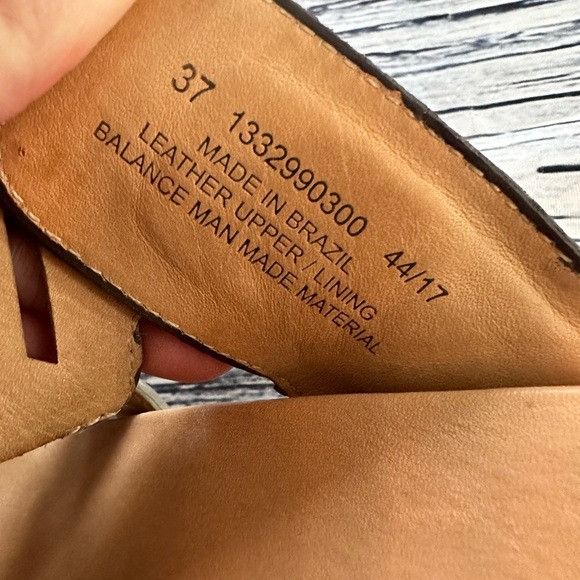 37 1332990300 44/17
MADE IN BRAZIL
LEATHER UPPER / LINING
BALANCE MAN MADE MATERIAL